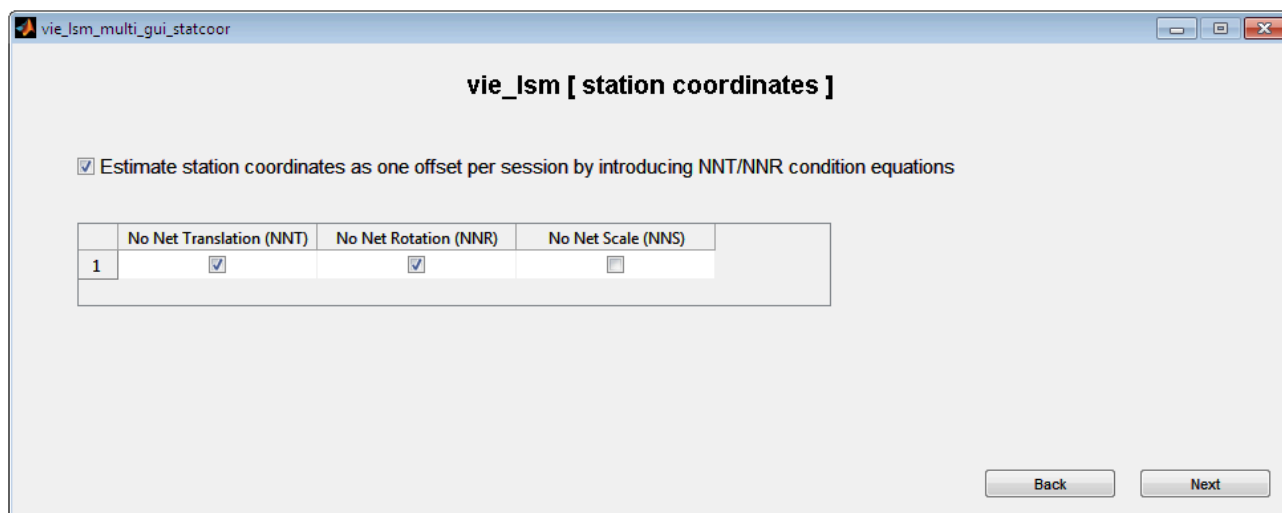 vie_lsm_multi_gui_statcoor
vie_lsm [ station coordinates ]
Estimate station coordinates as one offset per session by introducing NNT/NNR condition equations
No Net Translation (NNT) No Net Rotation (NNR) No Net Scale (NNS)
1
Back Next